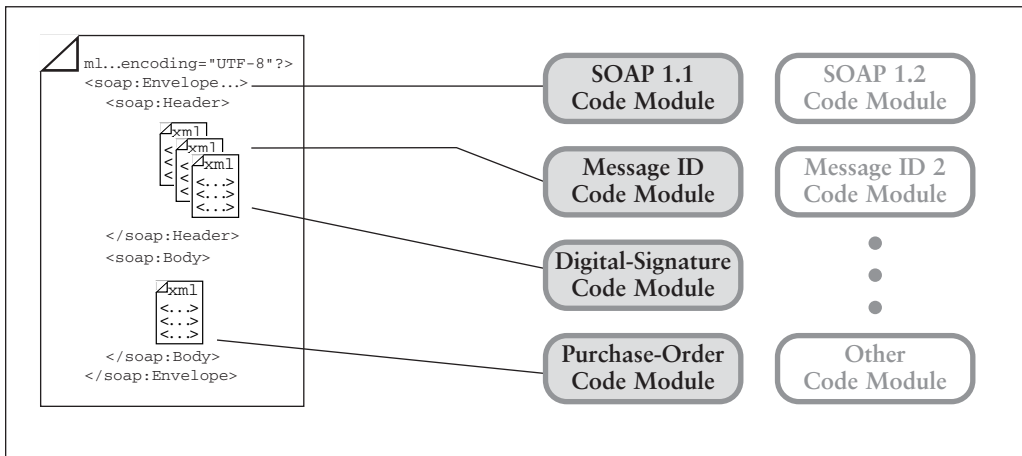 ml...encoding="UTF-8"?>
<soap:Envelope...>
<soap:Header>
xml
<
<
<
xml
<
<
<
xml
<...>
<...>
<...>
</soap:Header>
<soap:Body>
xml
<...>
<...>
<...>
</soap:Body>
</soap:Envelope>
SOAP 1.1
Code Module
SOAP 1.2
Code Module
Message ID
Code Module
Message ID 2
Code Module
Digital-Signature
Code Module
Purchase-Order
Code Module
Other
Code Module